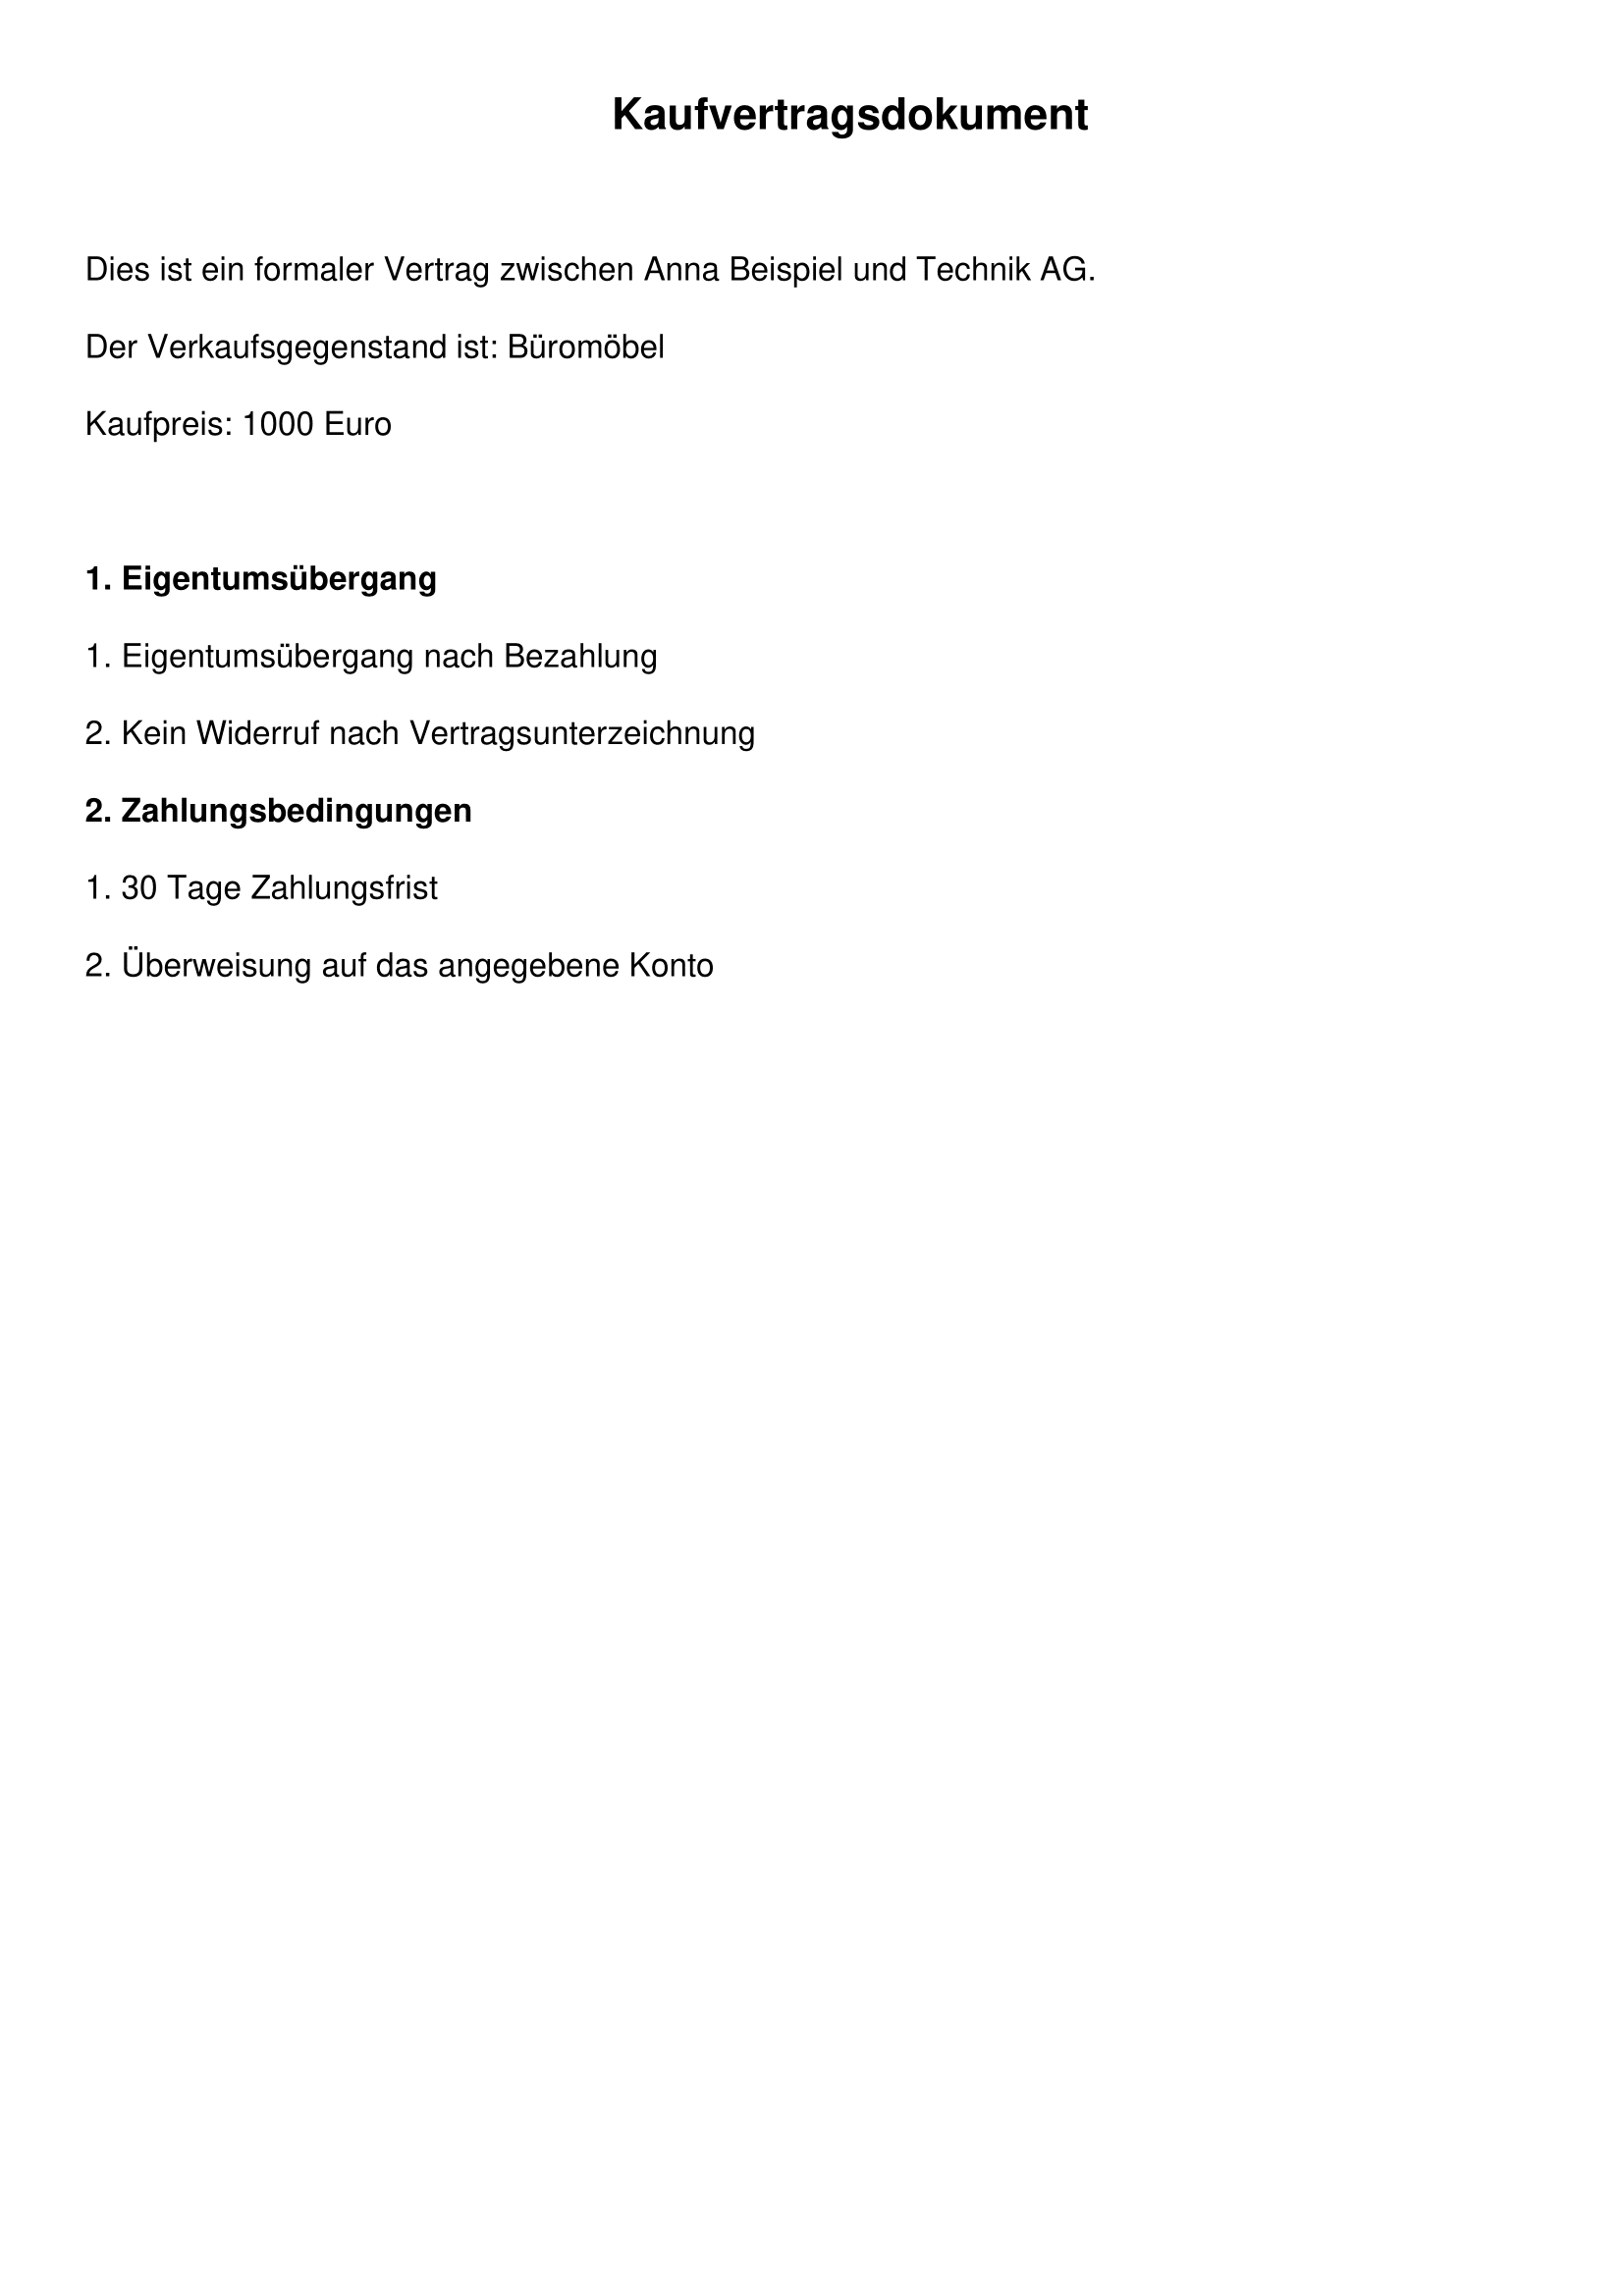 Kaufvertragsdokument
Dies ist ein formaler Vertrag zwischen Anna Beispiel und Technik AG.
Der Verkaufsgegenstand ist: Büromöbel
Kaufpreis: 1000 Euro
1. Eigentumsübergang
1. Eigentumsübergang nach Bezahlung
2. Kein Widerruf nach Vertragsunterzeichnung
2. Zahlungsbedingungen
1. 30 Tage Zahlungsfrist
2. Überweisung auf das angegebene Konto